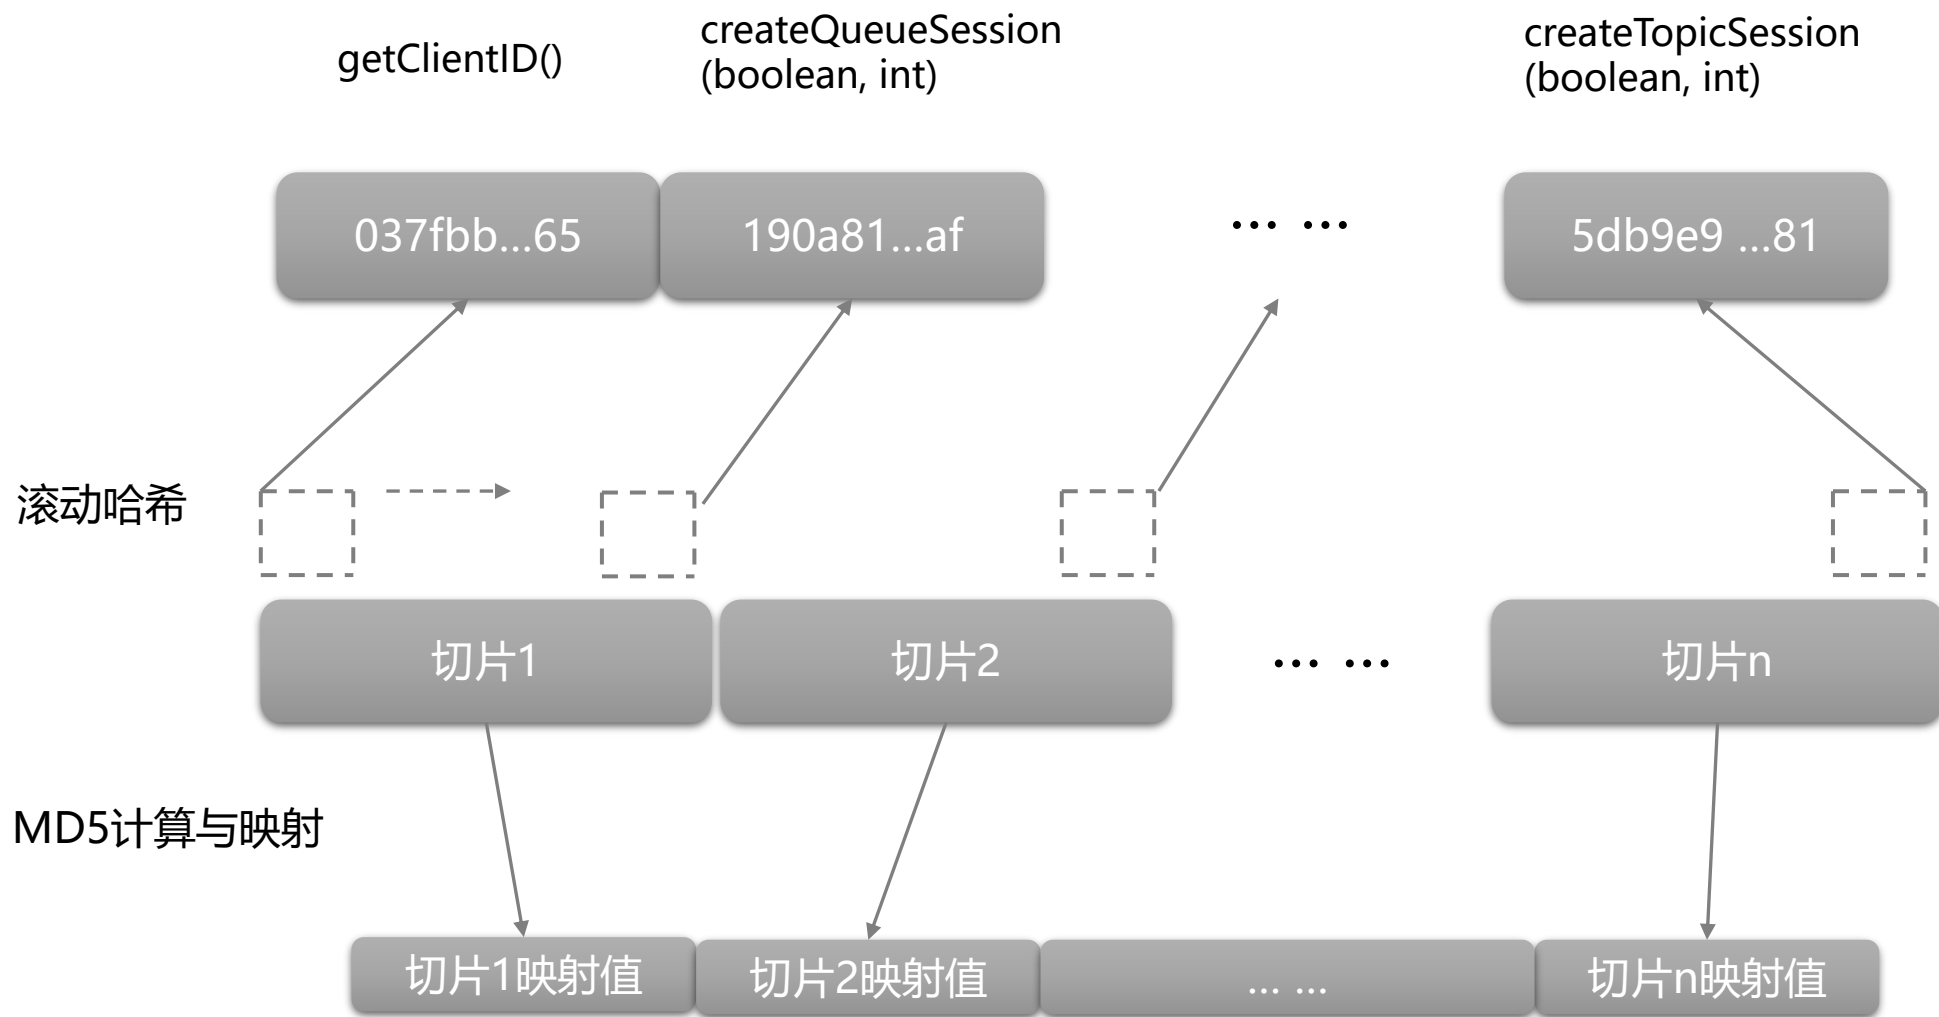 getClientID()
createQueueSession
(boolean, int)
createTopicSession
(boolean, int)
037fbb...65
190a81...af
... ...
5db9e9 ...81
滚动哈希
切片1
切片2
... ...
切片n
MD5计算与映射
切片1映射值
切片2映射值
... ...
切片n映射值